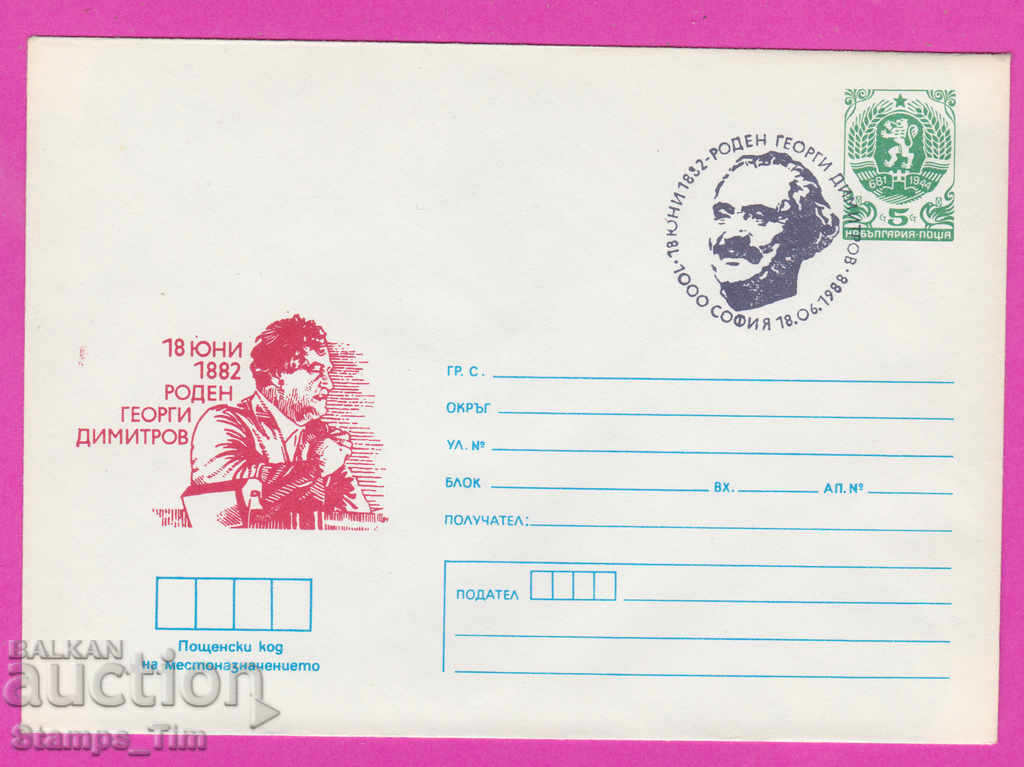 1000 СОФИЯ 18.06.1988 · 18 ЮНИ 1882-РОДЕН ГЕОРГИ ДИМИТРОВ ·
681 1944
5
НР БЪЛГАРИЯ·ПОЩА
18 ЮНИ
1882
РОДЕН
ГЕОРГИ
ДИМИТРОВ
ГР. С.
ОКРЪГ
УЛ. №
БЛОК ВХ. АП. №
ПОЛУЧАТЕЛ:
ПОДАТЕЛ
Пощенски код
на местоназначението
BALKAN
auction
Stamps_Tim